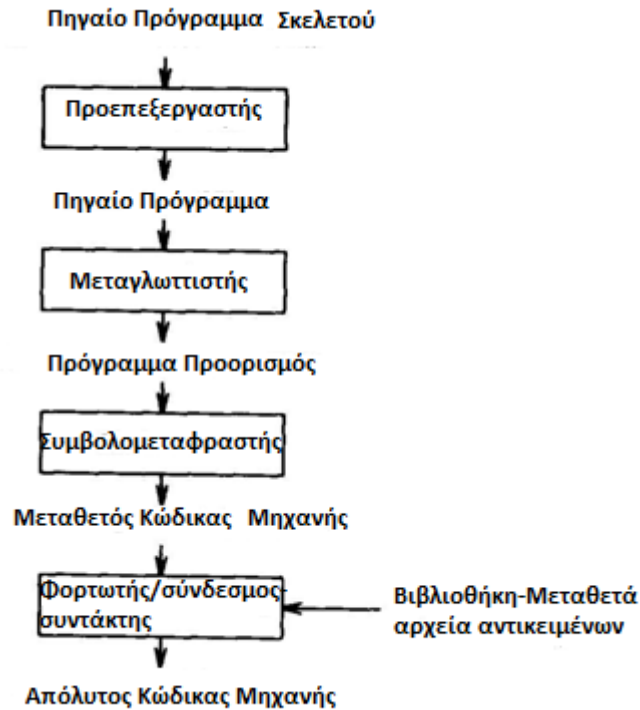 Πηγαίο Πρόγραμμα Σκελετού
Προεπεξεργαστής
Πηγαίο Πρόγραμμα
Μεταγλωττιστής
Πρόγραμμα Προορισμός
Συμβολομεταφραστής
Μεταθετός Κώδικας Μηχανής
Φορτωτής/σύνδεσμος-
συντάκτης
Βιβλιοθήκη-Μεταθετά
αρχεία αντικειμένων
Απόλυτος Κώδικας Μηχανής